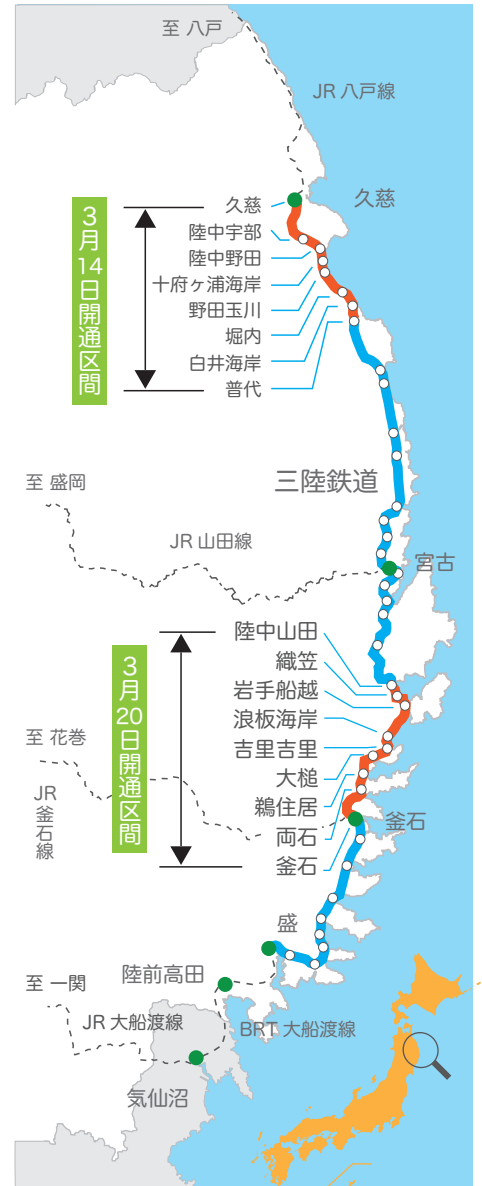 至 八戸
JR 八戸線
久慈
3月14日開通区間
久慈
陸中宇部
陸中野田
十府ヶ浦海岸
野田玉川
堀内
白井海岸
普代
三陸鉄道
至 盛岡
JR 山田線
宮古
3月20日開通区間
陸中山田
織笠
岩手船越
浪板海岸
吉里吉里
大槌
鵜住居
両石
釜石
至 花巻
JR釜石線
釜石
盛
陸前高田
至 一関
JR 大船渡線
BRT 大船渡線
気仙沼